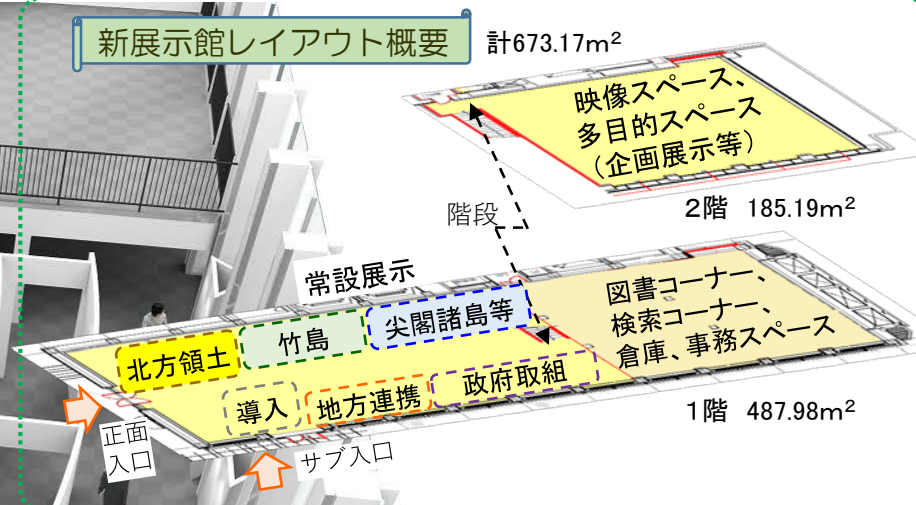 新展示館レイアウト概要
計673.17m²
映像スペース、
多目的スペース
(企画展示等)
2階 185.19m²
階段
常設展示
北方領土
竹島
尖閣諸島等
図書コーナー、
検索コーナー、
倉庫、事務スペース
導入
地方連携
政府取組
1階 487.98m²
正面
入口
サブ入口